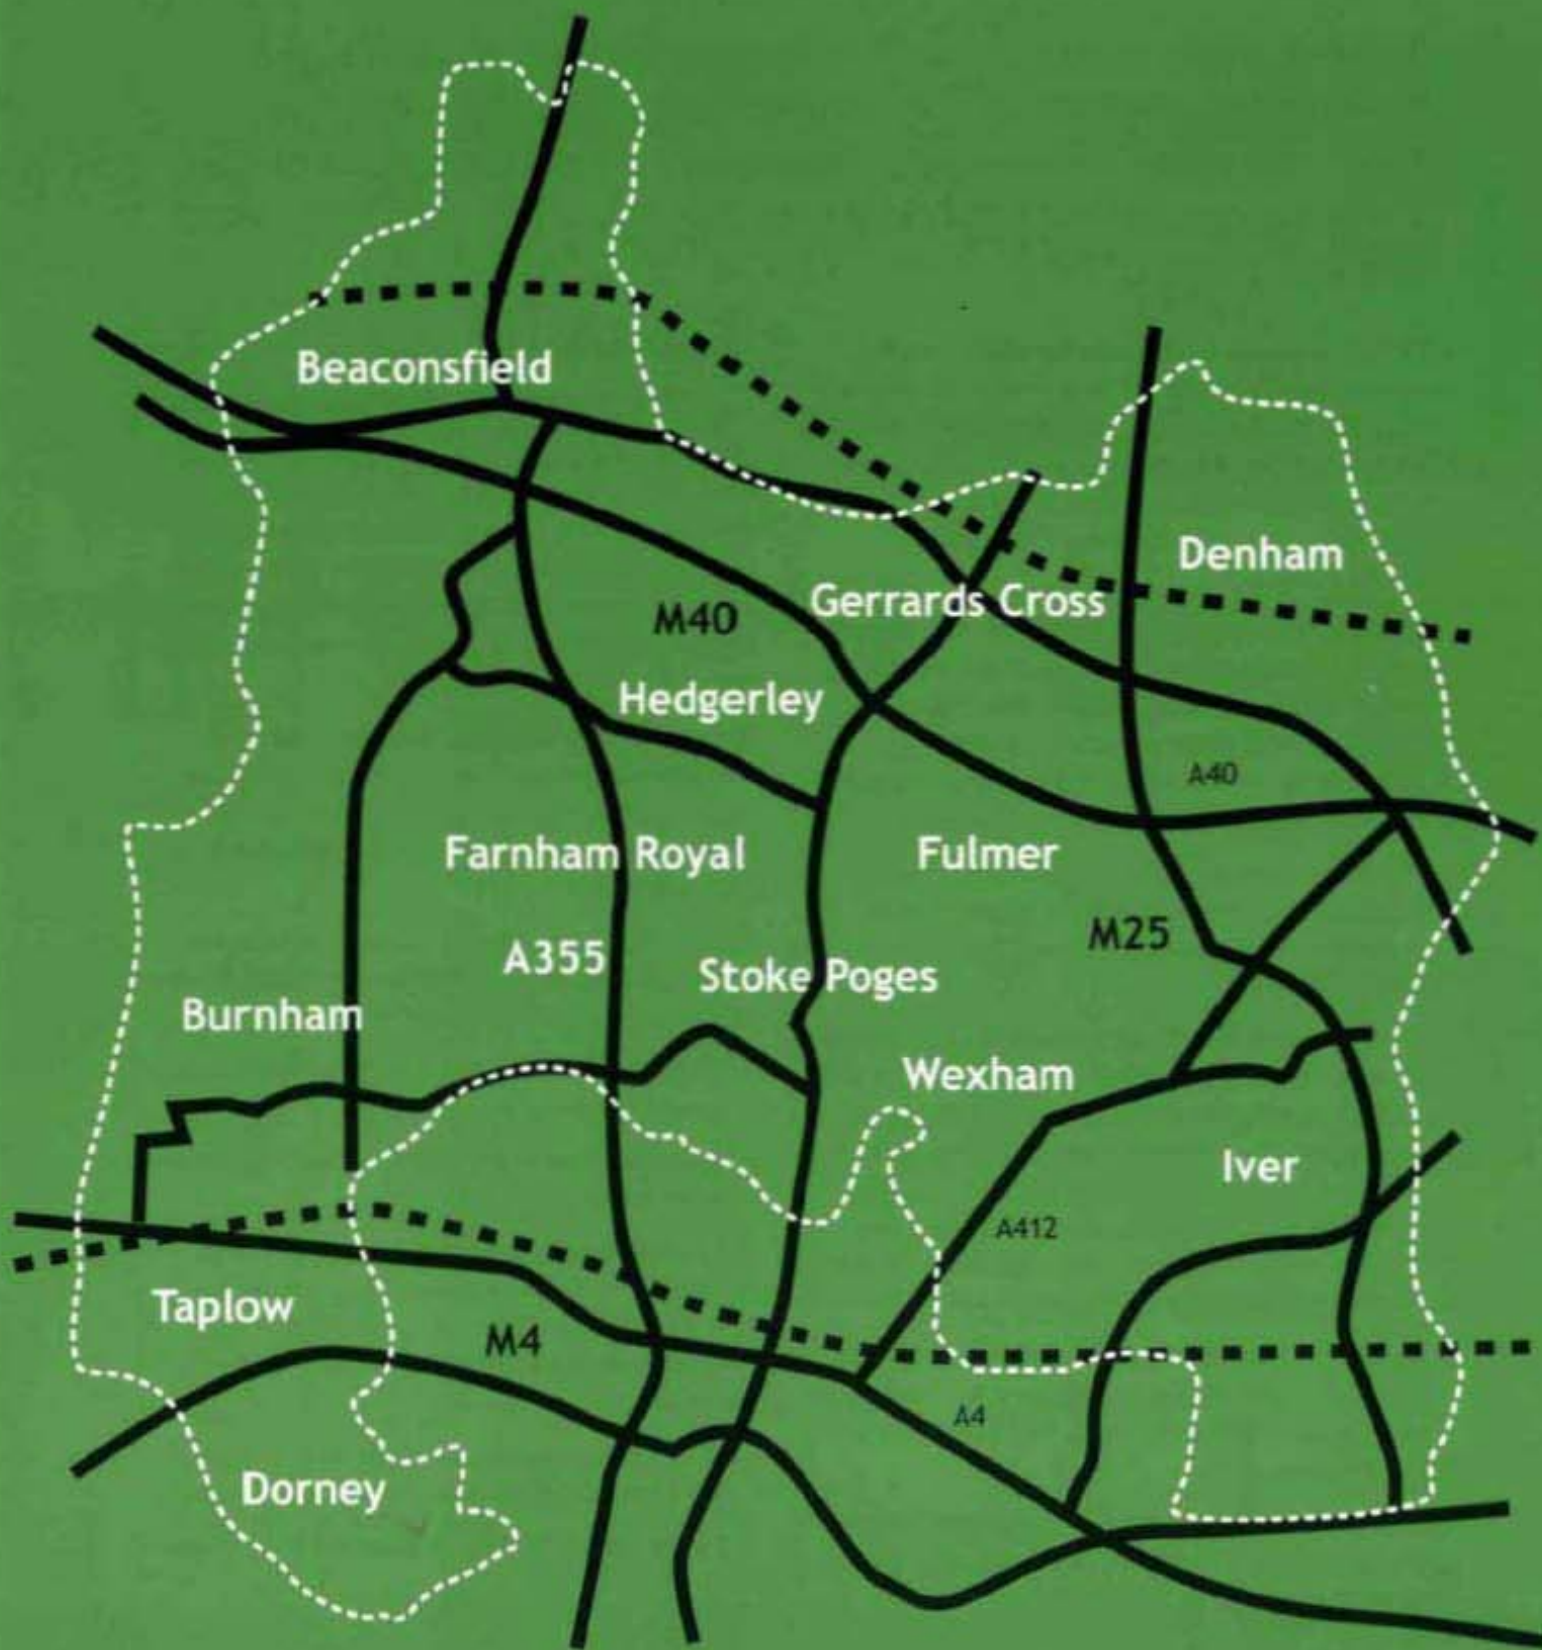 Beaconsfield
Denham
Gerrards Cross
M40
Hedgerley
A40
Farnham Royal
Fulmer
M25
A355
Stoke Poges
Burnham
Wexham
Iver
A412
Taplow
M4
A4
Dorney